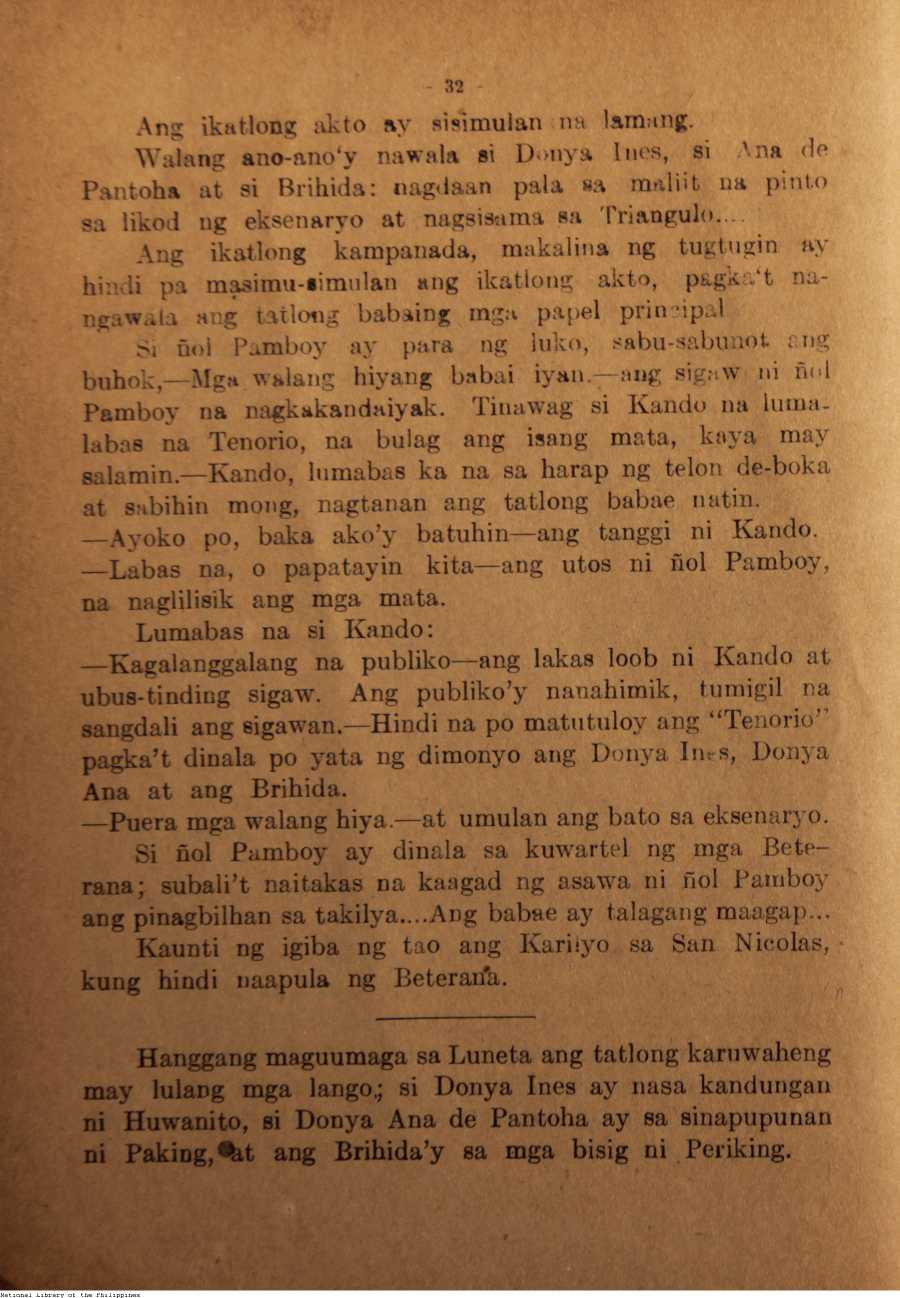 - 32 -
Ang ikatlong akto ay sisimulan na lamang.
Walang ano-ano‘y nawala si Donya Ines, si Ana de
Pantoha at si Brihida: nagdaan pala sa maliit na pinto
sa likod ng eksenaryo at nagsisama sa Triangulo....
Ang ikatlong kampanada, makalina ng tugtugin ay
hindi pa masimu-simulan ang ikatlong akto, pagka‘t na-
ngawala ang tatlong babaing mga papel prinsipal
Si ñol Pamboy ay para ng luko, sabu-sabunot ang
buhok,—Mga walang hiyang babai iyan.—ang sigaw ni ñol
Pamboy na nagkakandaiyak. Tinawag si Kando na luma-
labas na Tenorio, na bulag ang isang mata, kaya may
salamin.—Kando, lumabas ka na sa harap ng telon de-boka
at sabihin mong, nagtanan ang tatlong babae natin.
—Ayoko po, baka ako’y batuhin—ang tanggi ni Kando.
—Labas na, o papatayin kita—ang utos ni ñol Pamboy,
na naglilisik ang mga mata.
Lumabas na si Kando:
—Kagalanggalang na publiko—ang lakas loob ni Kando at
ubus-tinding sigaw. Ang publiko’y nanahimik, tumigil na
sangdali ang sigawan.—Hindi na po matutuloy ang “Tenorio”
pagka’t dinala po yata ng dimonyo ang Donya Ines, Donya
Ana at ang Brihida.
—Puera mga walang hiya.—at umulan ang bato sa eksenaryo.
Si ñol Pamboy ay dinala sa kuwartel ng mga Bete-
rana; subali’t naitakas na kaagad ng asawa ni ñol Pamboy
ang pinagbilhan sa takilya....Ang babae ay talagang maagap...
Kaunti ng igiba ng tao ang Karilyo sa San Nicolas,
kung hindi naapula ng Beterana.
Hanggang maguumaga sa Luneta ang tatlong karuwaheng
may lulang mga lango,; si Donya Ines ay nasa kandungan
ni Huwanito, si Donya Ana de Pantoha ay sa sinapupunan
ni Paking, at ang Brihida’y sa mga bisig ni Periking.
National Library of the Philippines